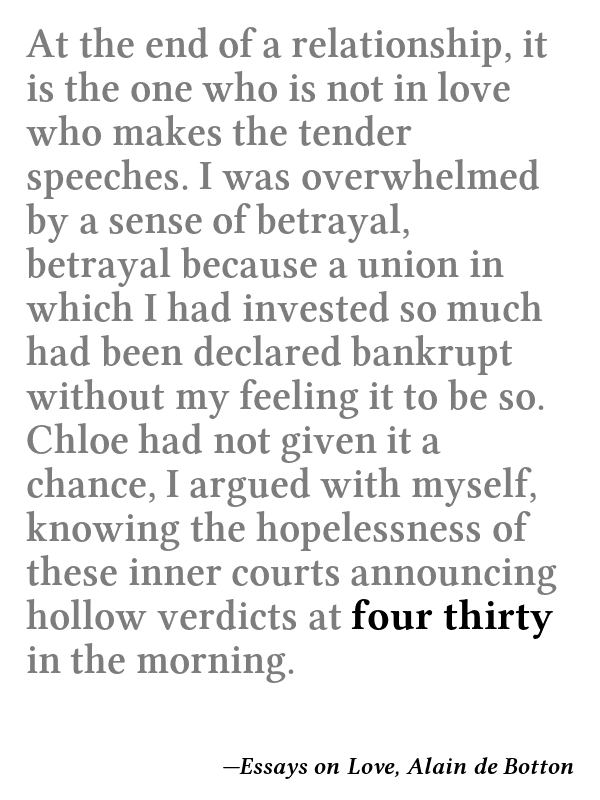 At the end of a relationship, it
is the one who is not in love
who makes the tender
speeches. I was overwhelmed
by a sense of betrayal,
betrayal because a union in
which I had invested so much
had been declared bankrupt
without my feeling it to be so.
Chloe had not given it a
chance, I argued with myself,
knowing the hopelessness of
these inner courts announcing
hollow verdicts at four thirty
in the morning.
—Essays on Love, Alain de Botton